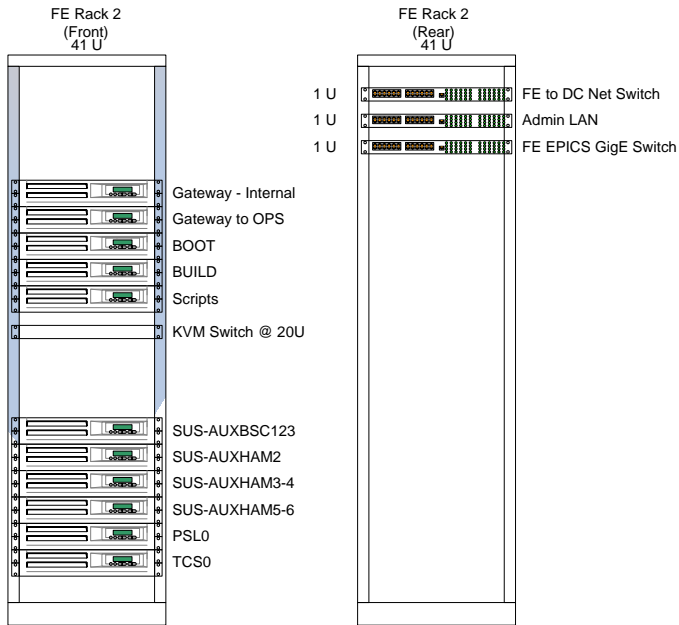 FE Rack 2
(Front)
41 U
Gateway - Internal
Gateway to OPS
BOOT
BUILD
Scripts
KVM Switch @ 20U
SUS-AUXBSC123
SUS-AUXHAM2
SUS-AUXHAM3-4
SUS-AUXHAM5-6
PSL0
TCS0
FE Rack 2
(Rear)
41 U
1 U FE to DC Net Switch
1 U Admin LAN
1 U FE EPICS GigE Switch